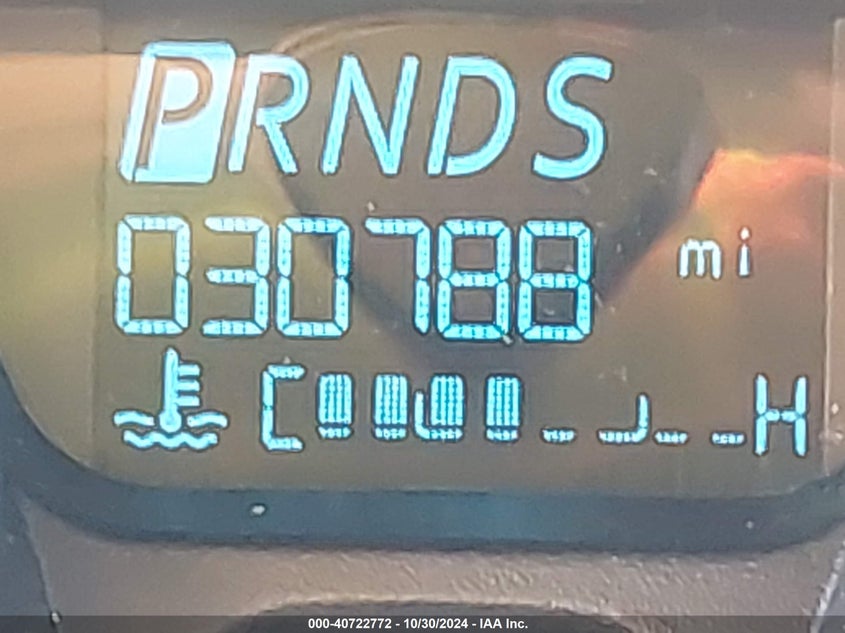 PRNDS
030788 mi
C H
000-40722772 - 10/30/2024 - IAA Inc.